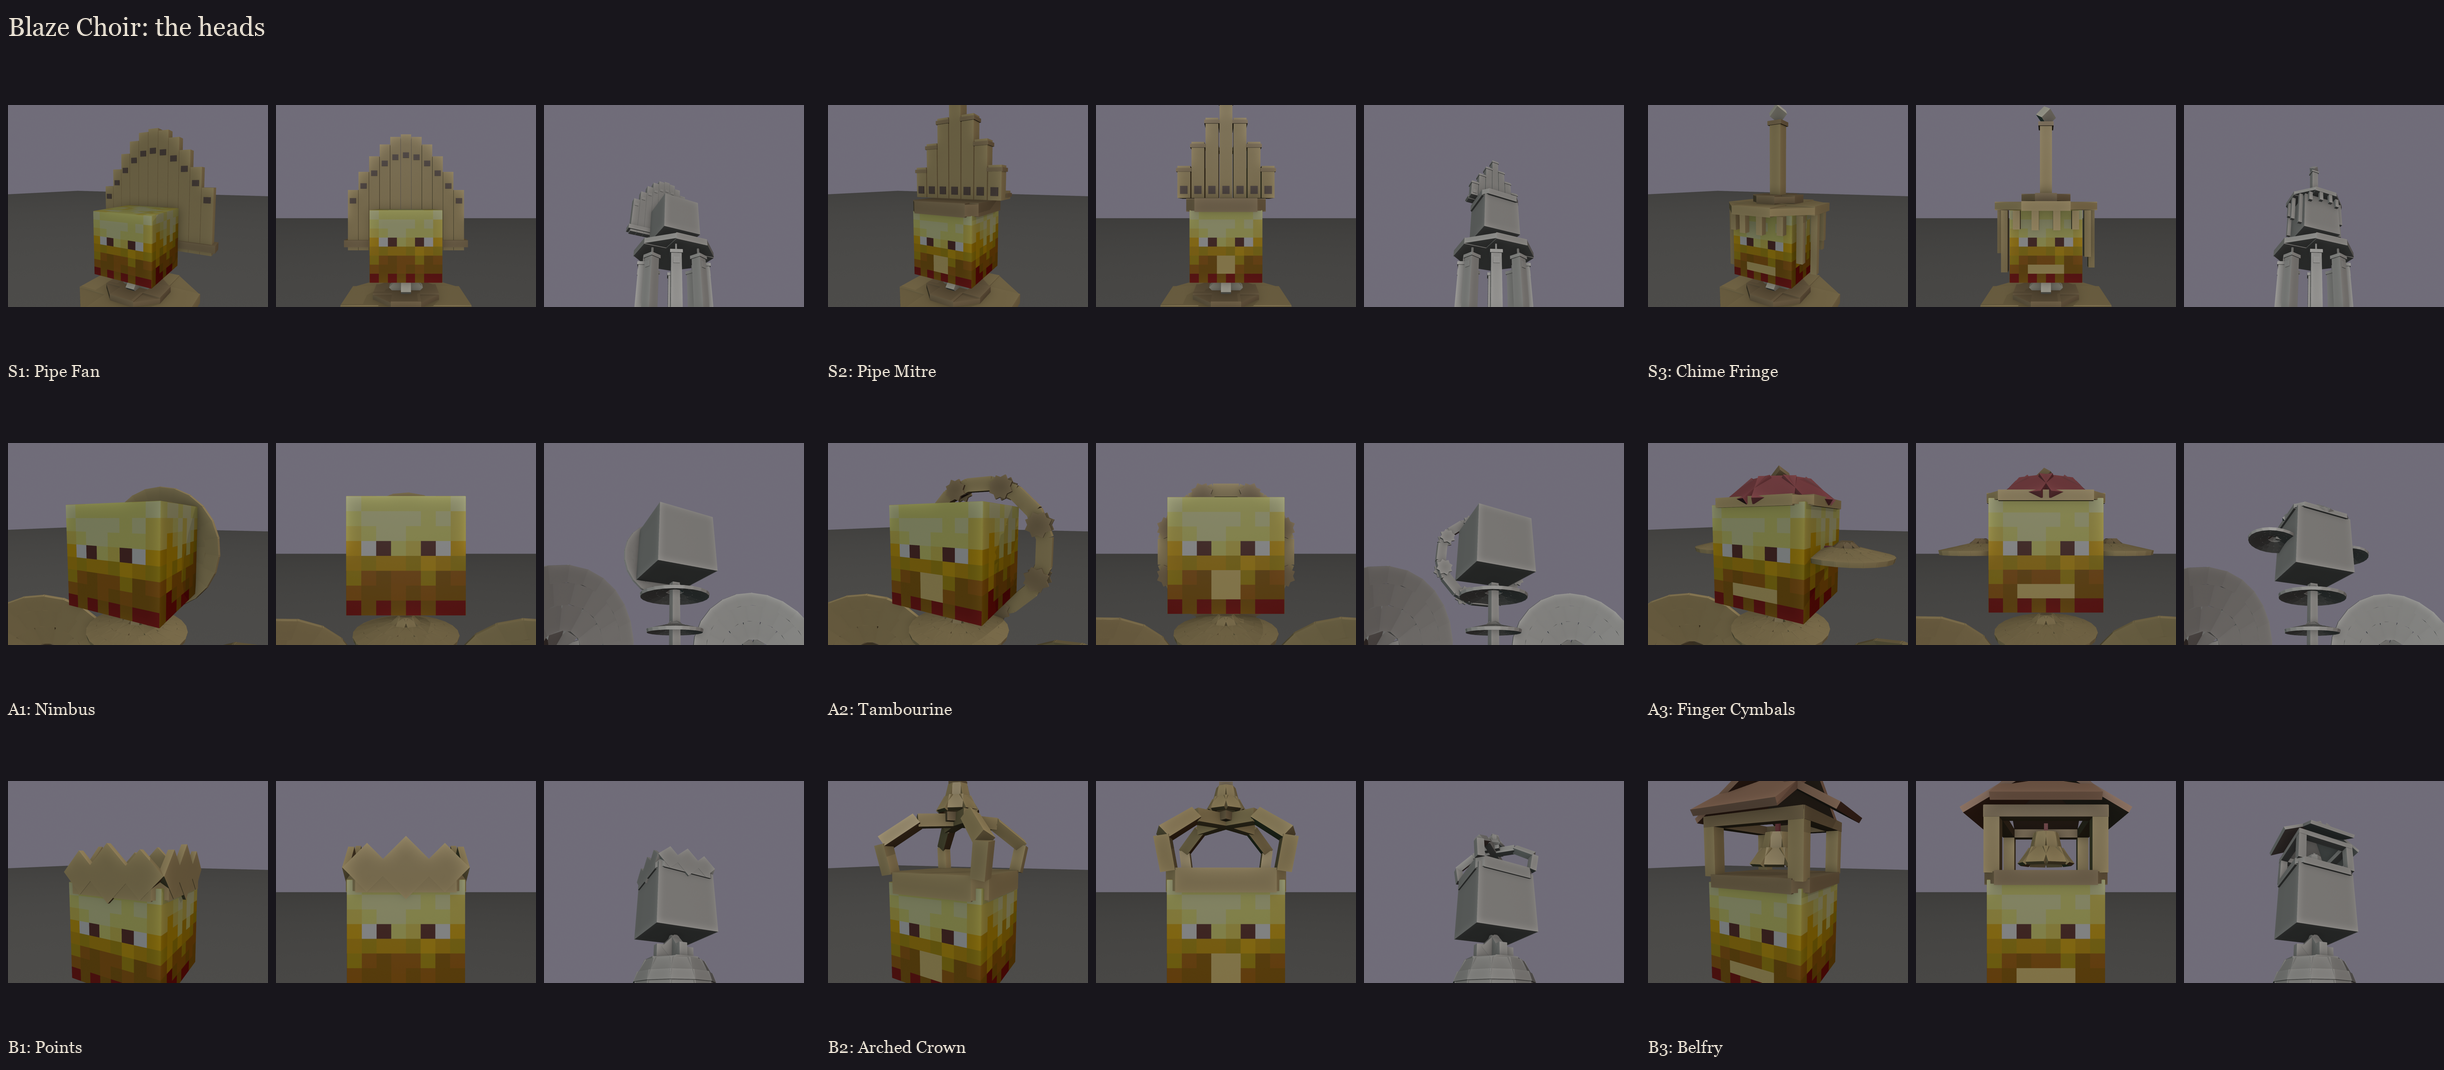 Blaze Choir: the heads
S1: Pipe Fan
S2: Pipe Mitre
S3: Chime Fringe
A1: Nimbus
A2: Tambourine
A3: Finger Cymbals
B1: Points
B2: Arched Crown
B3: Belfry